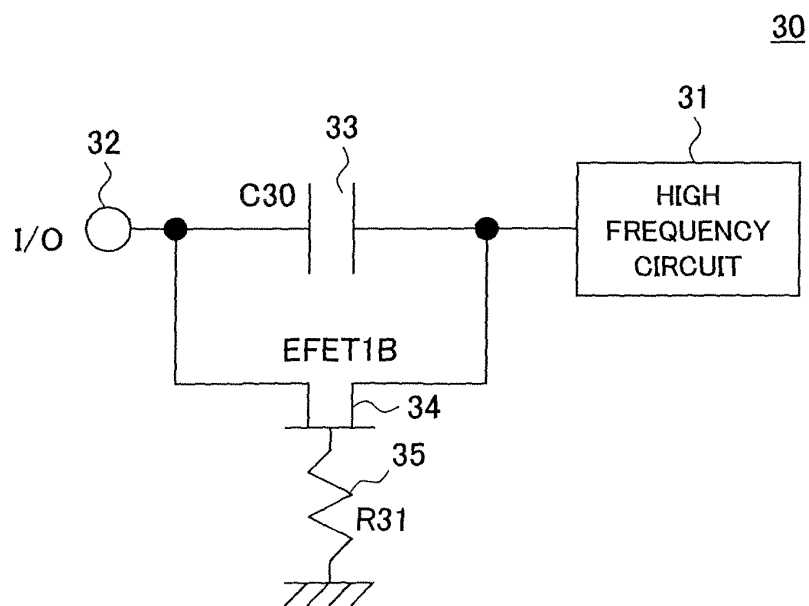 30
31
33
32
C30
I/O
HIGH
FREQUENCY
CIRCUIT
EFET1B
34
35
R31